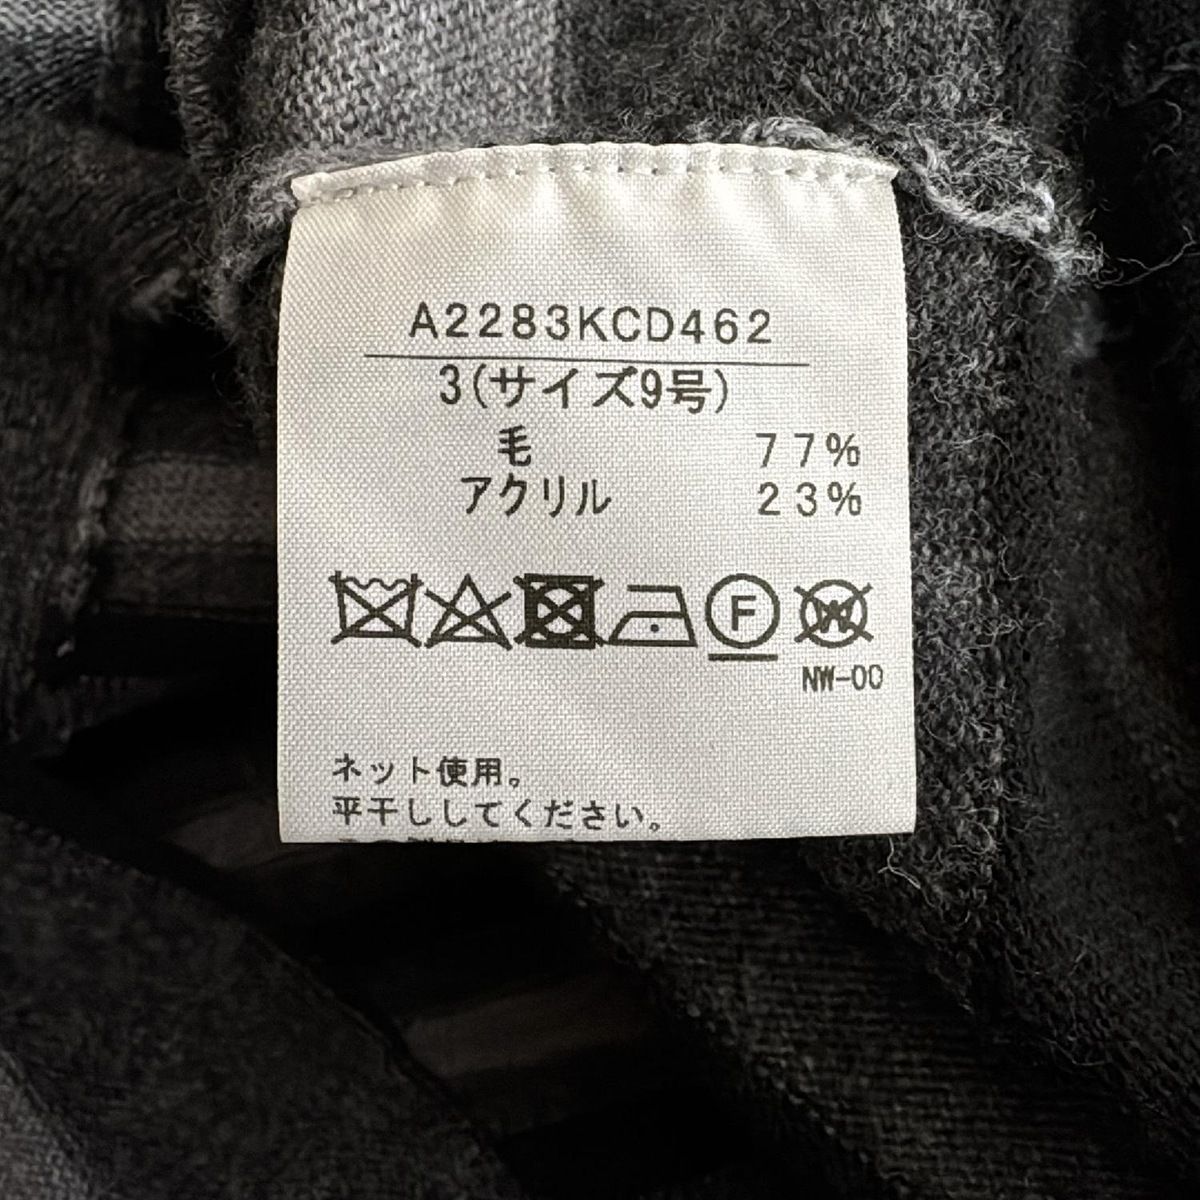 A2283KCD462
3(サイズ9号)
毛 77%
アクリル 23%
F
W
NW-00
ネット使用。
平干ししてください。